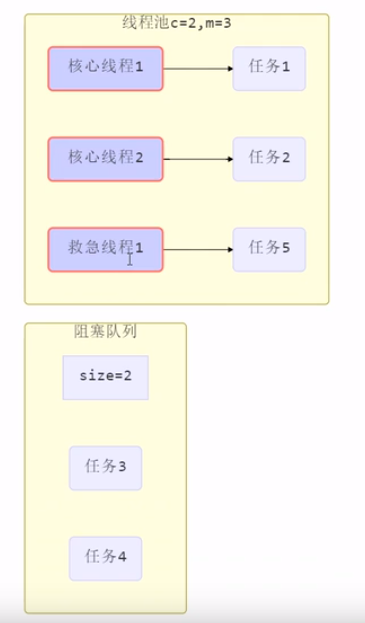 线程池c=2,m=3
核心线程1
任务1
核心线程2
任务2
救急线程1
任务5
阻塞队列
size=2
任务3
任务4